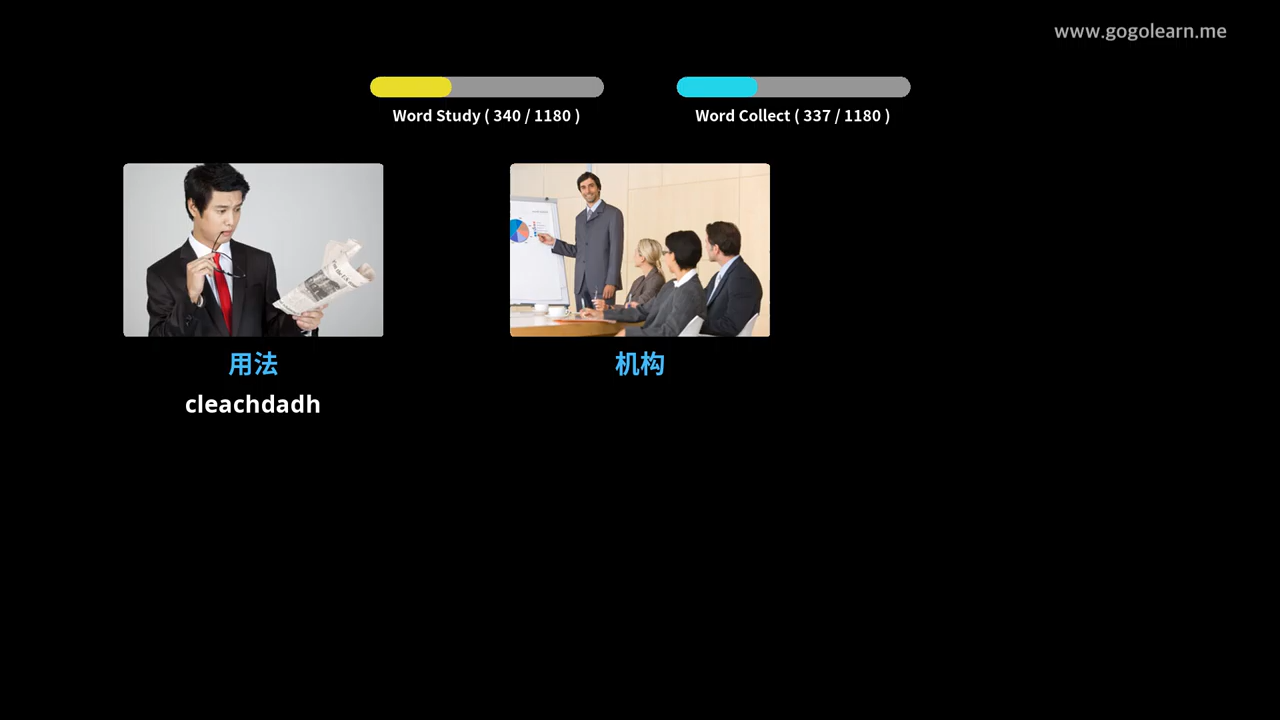 www.gogolearn.me
Word Study ( 340 / 1180 )
Word Collect ( 337 / 1180 )
用法
机构
cleachdadh